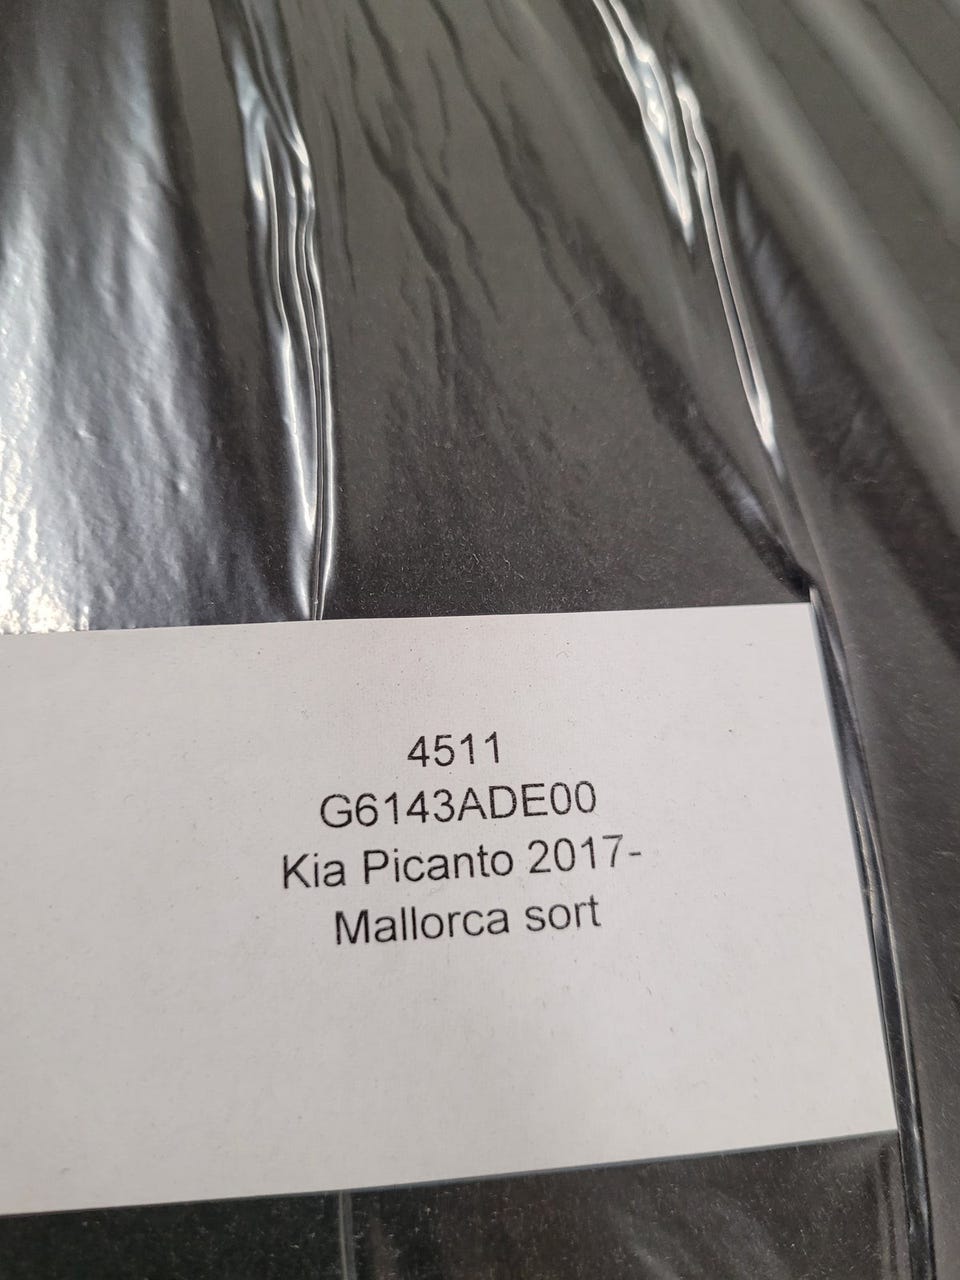 4511
G6143ADE00
Kia Picanto 2017-
Mallorca sort